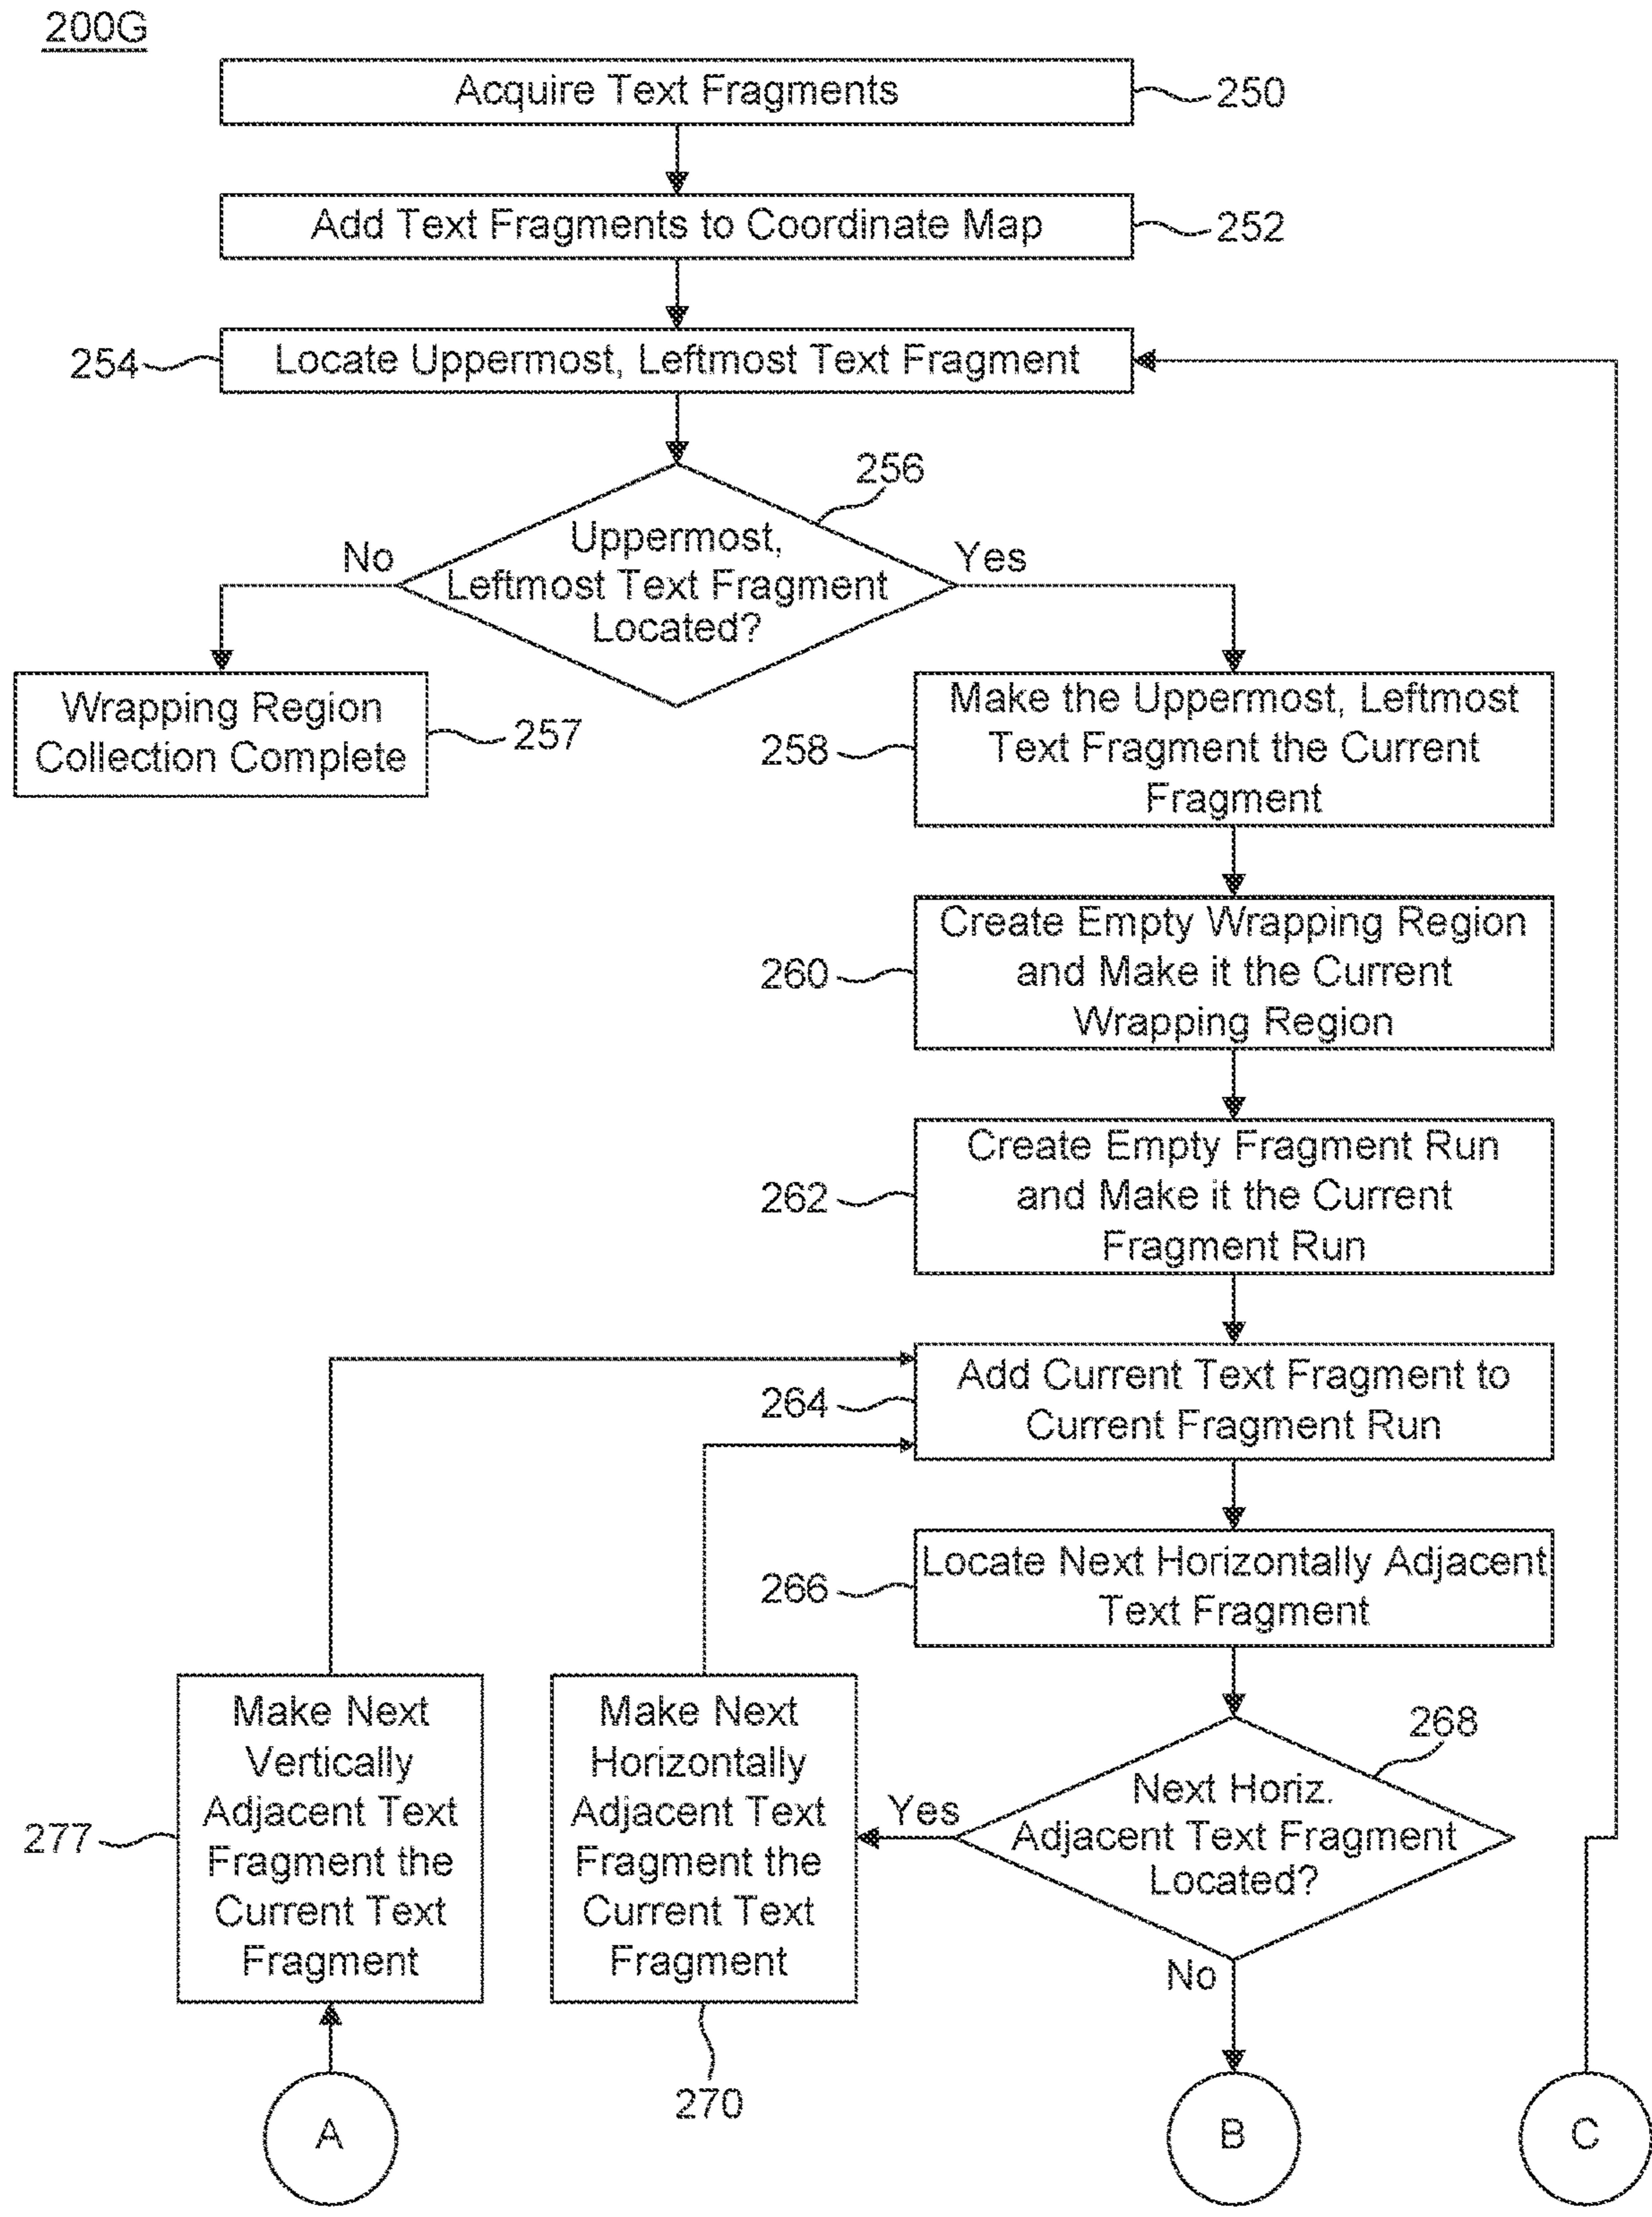 200G
Acquire Text Fragments
250
Add Text Fragments to Coordinate Map
252
254
Locate Uppermost, Leftmost Text Fragment
256
Uppermost,
Leftmost Text Fragment
Located?
No
Yes
Wrapping Region
Collection Complete
257
258
Make the Uppermost, Leftmost
Text Fragment the Current
Fragment
260
Create Empty Wrapping Region
and Make it the Current
Wrapping Region
262
Create Empty Fragment Run
and Make it the Current
Fragment Run
264
Add Current Text Fragment to
Current Fragment Run
266
Locate Next Horizontally Adjacent
Text Fragment
268
Next Horiz.
Adjacent Text Fragment
Located?
Yes
No
277
Make Next
Vertically
Adjacent Text
Fragment the
Current Text
Fragment
Make Next
Horizontally
Adjacent Text
Fragment the
Current Text
Fragment
270
A
B
C